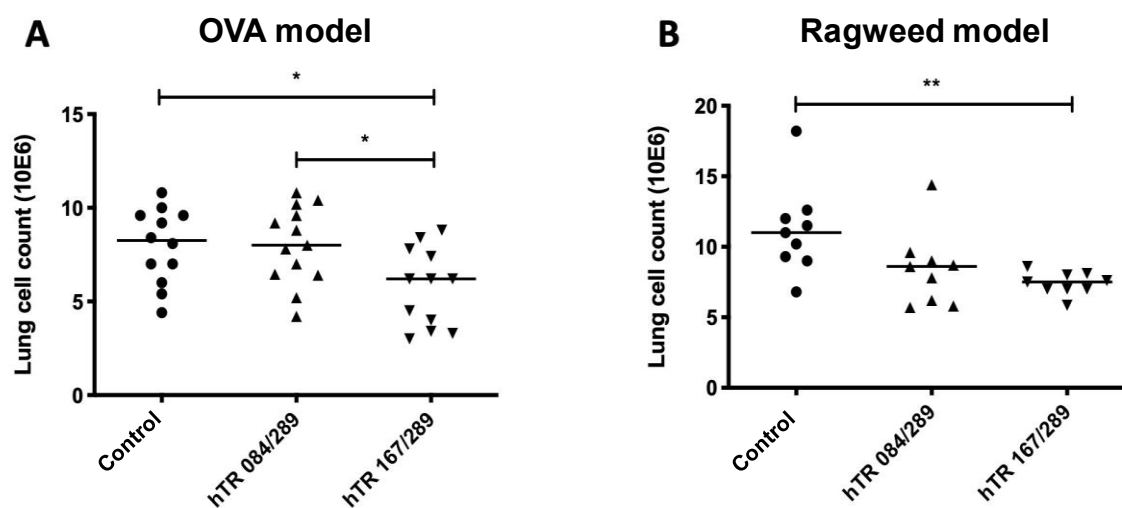 A
OVA model
*
*
Lung cell count (10E6)
15
10
5
0
Control
hTR 084/289
hTR 167/289
B
Ragweed model
**
Lung cell count (10E6)
20
15
10
5
0
Control
hTR 084/289
hTR 167/289